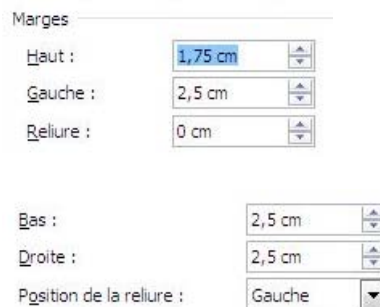 Marges
Haut : 1,75 cm
Gauche : 2,5 cm
Reliure : 0 cm
Bas : 2,5 cm
Droite : 2,5 cm
Position de la reliure : Gauche